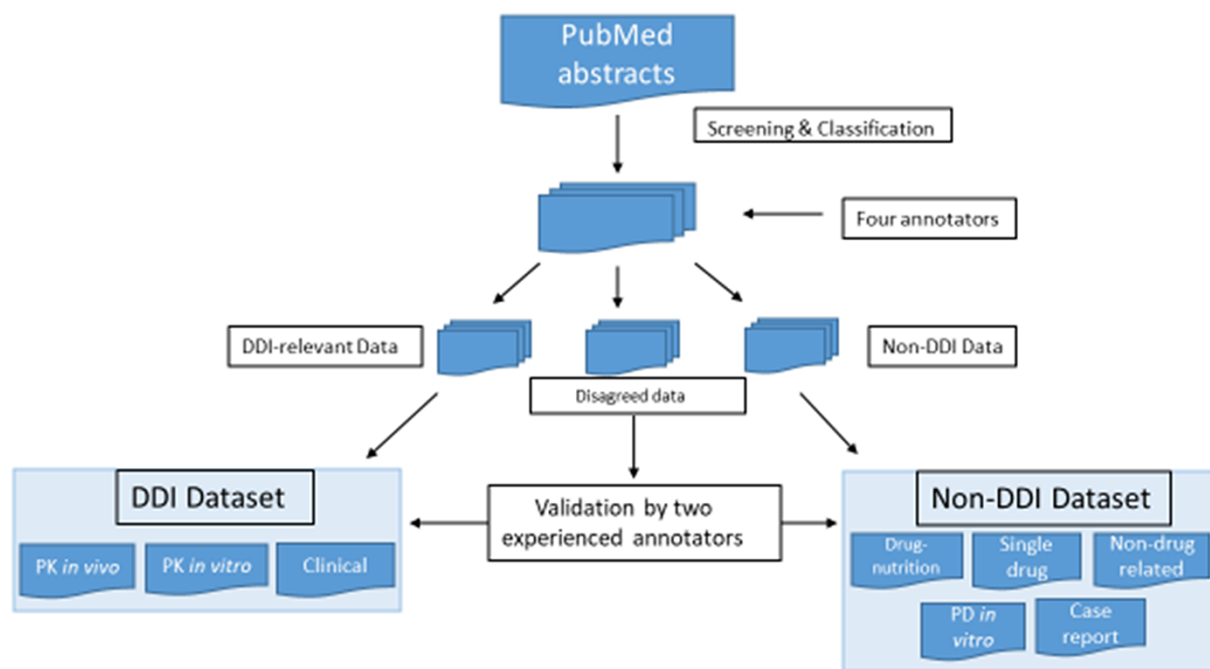 PubMed
abstracts
Screening & Classification
Four annotators
DDI-relevant Data
Non-DDI Data
Disagreed data
DDI Dataset
Validation by two
experienced annotators
Non-DDI Dataset
PK in vivo
PK in vitro
Clinical
Drug-
nutrition
Single
drug
Non-drug
related
PD in
vitro
Case
report